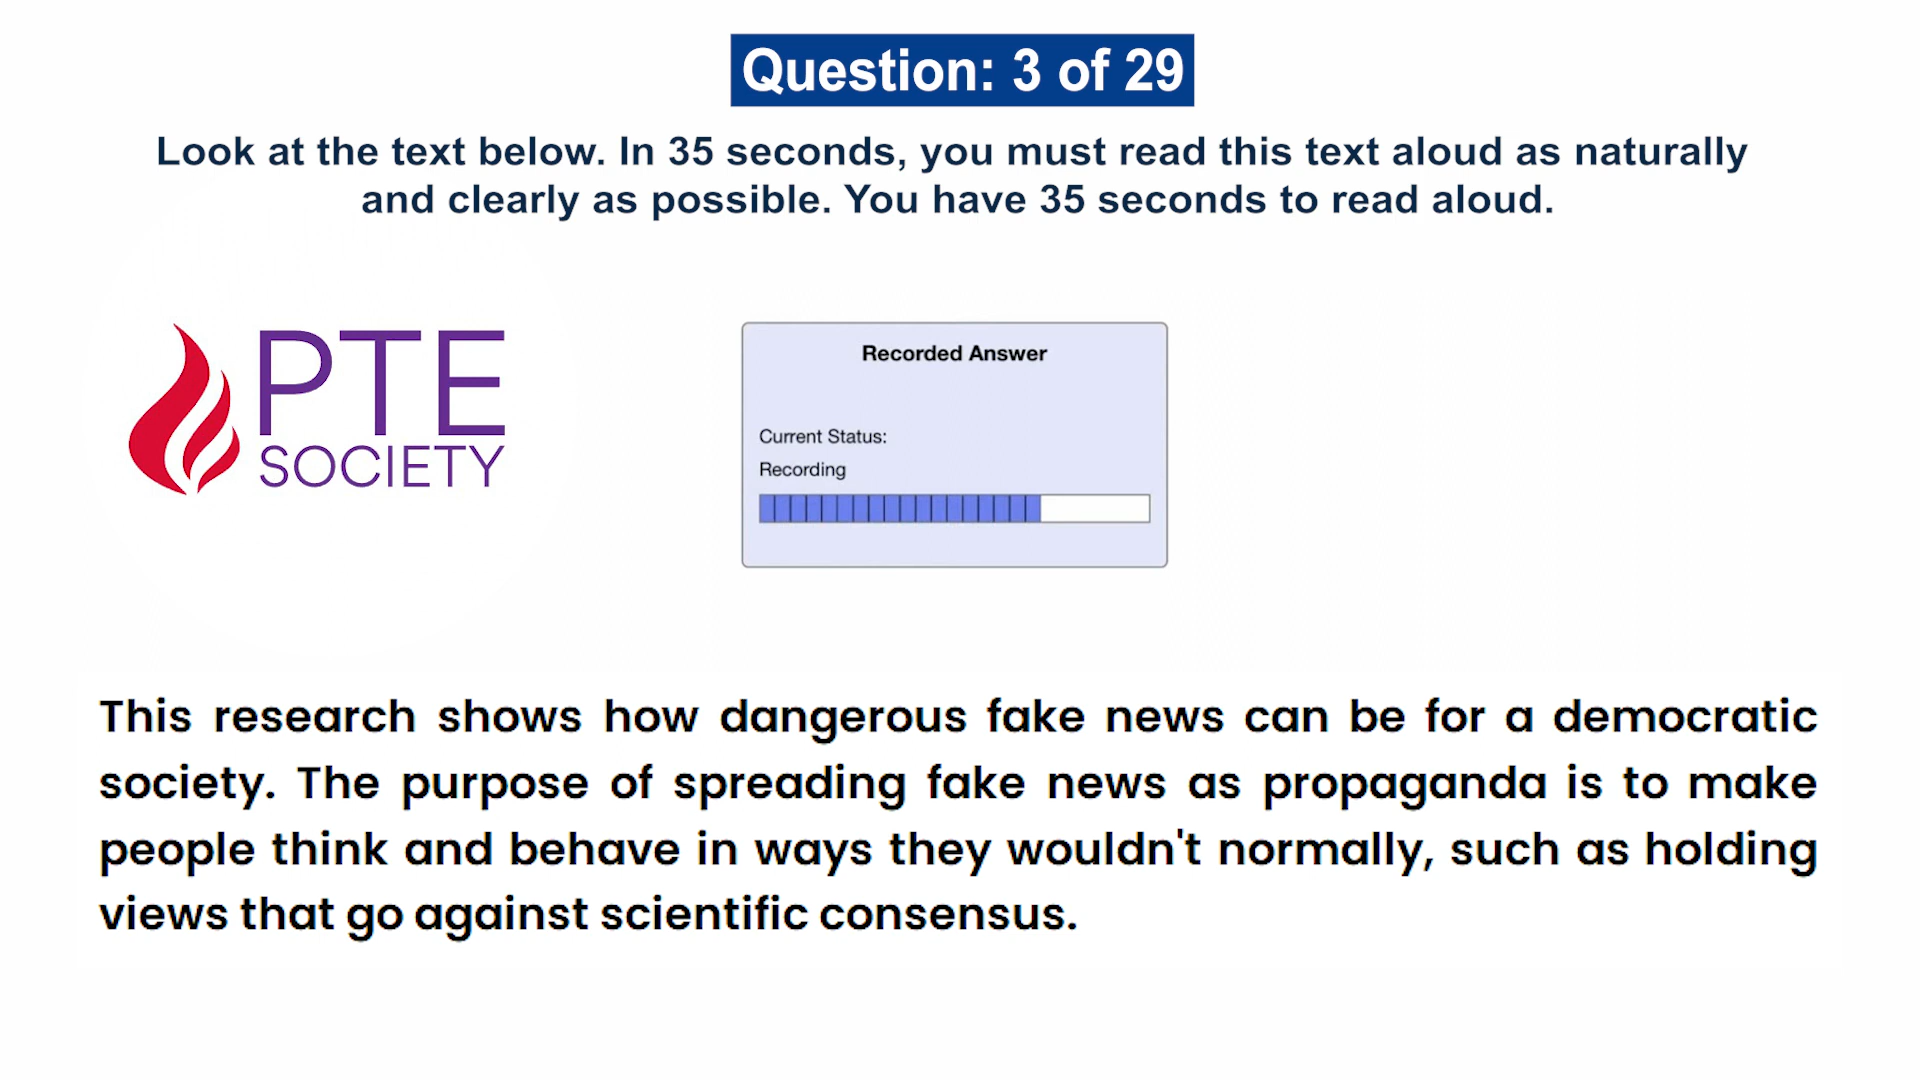 Question: 3 of 29
Look at the text below. In 35 seconds, you must read this text aloud as naturally
and clearly as possible. You have 35 seconds to read aloud.
PTE
SOCIETY
Recorded Answer
Current Status:
Recording
This research shows how dangerous fake news can be for a democratic
society. The purpose of spreading fake news as propaganda is to make
people think and behave in ways they wouldn't normally, such as holding
views that go against scientific consensus.